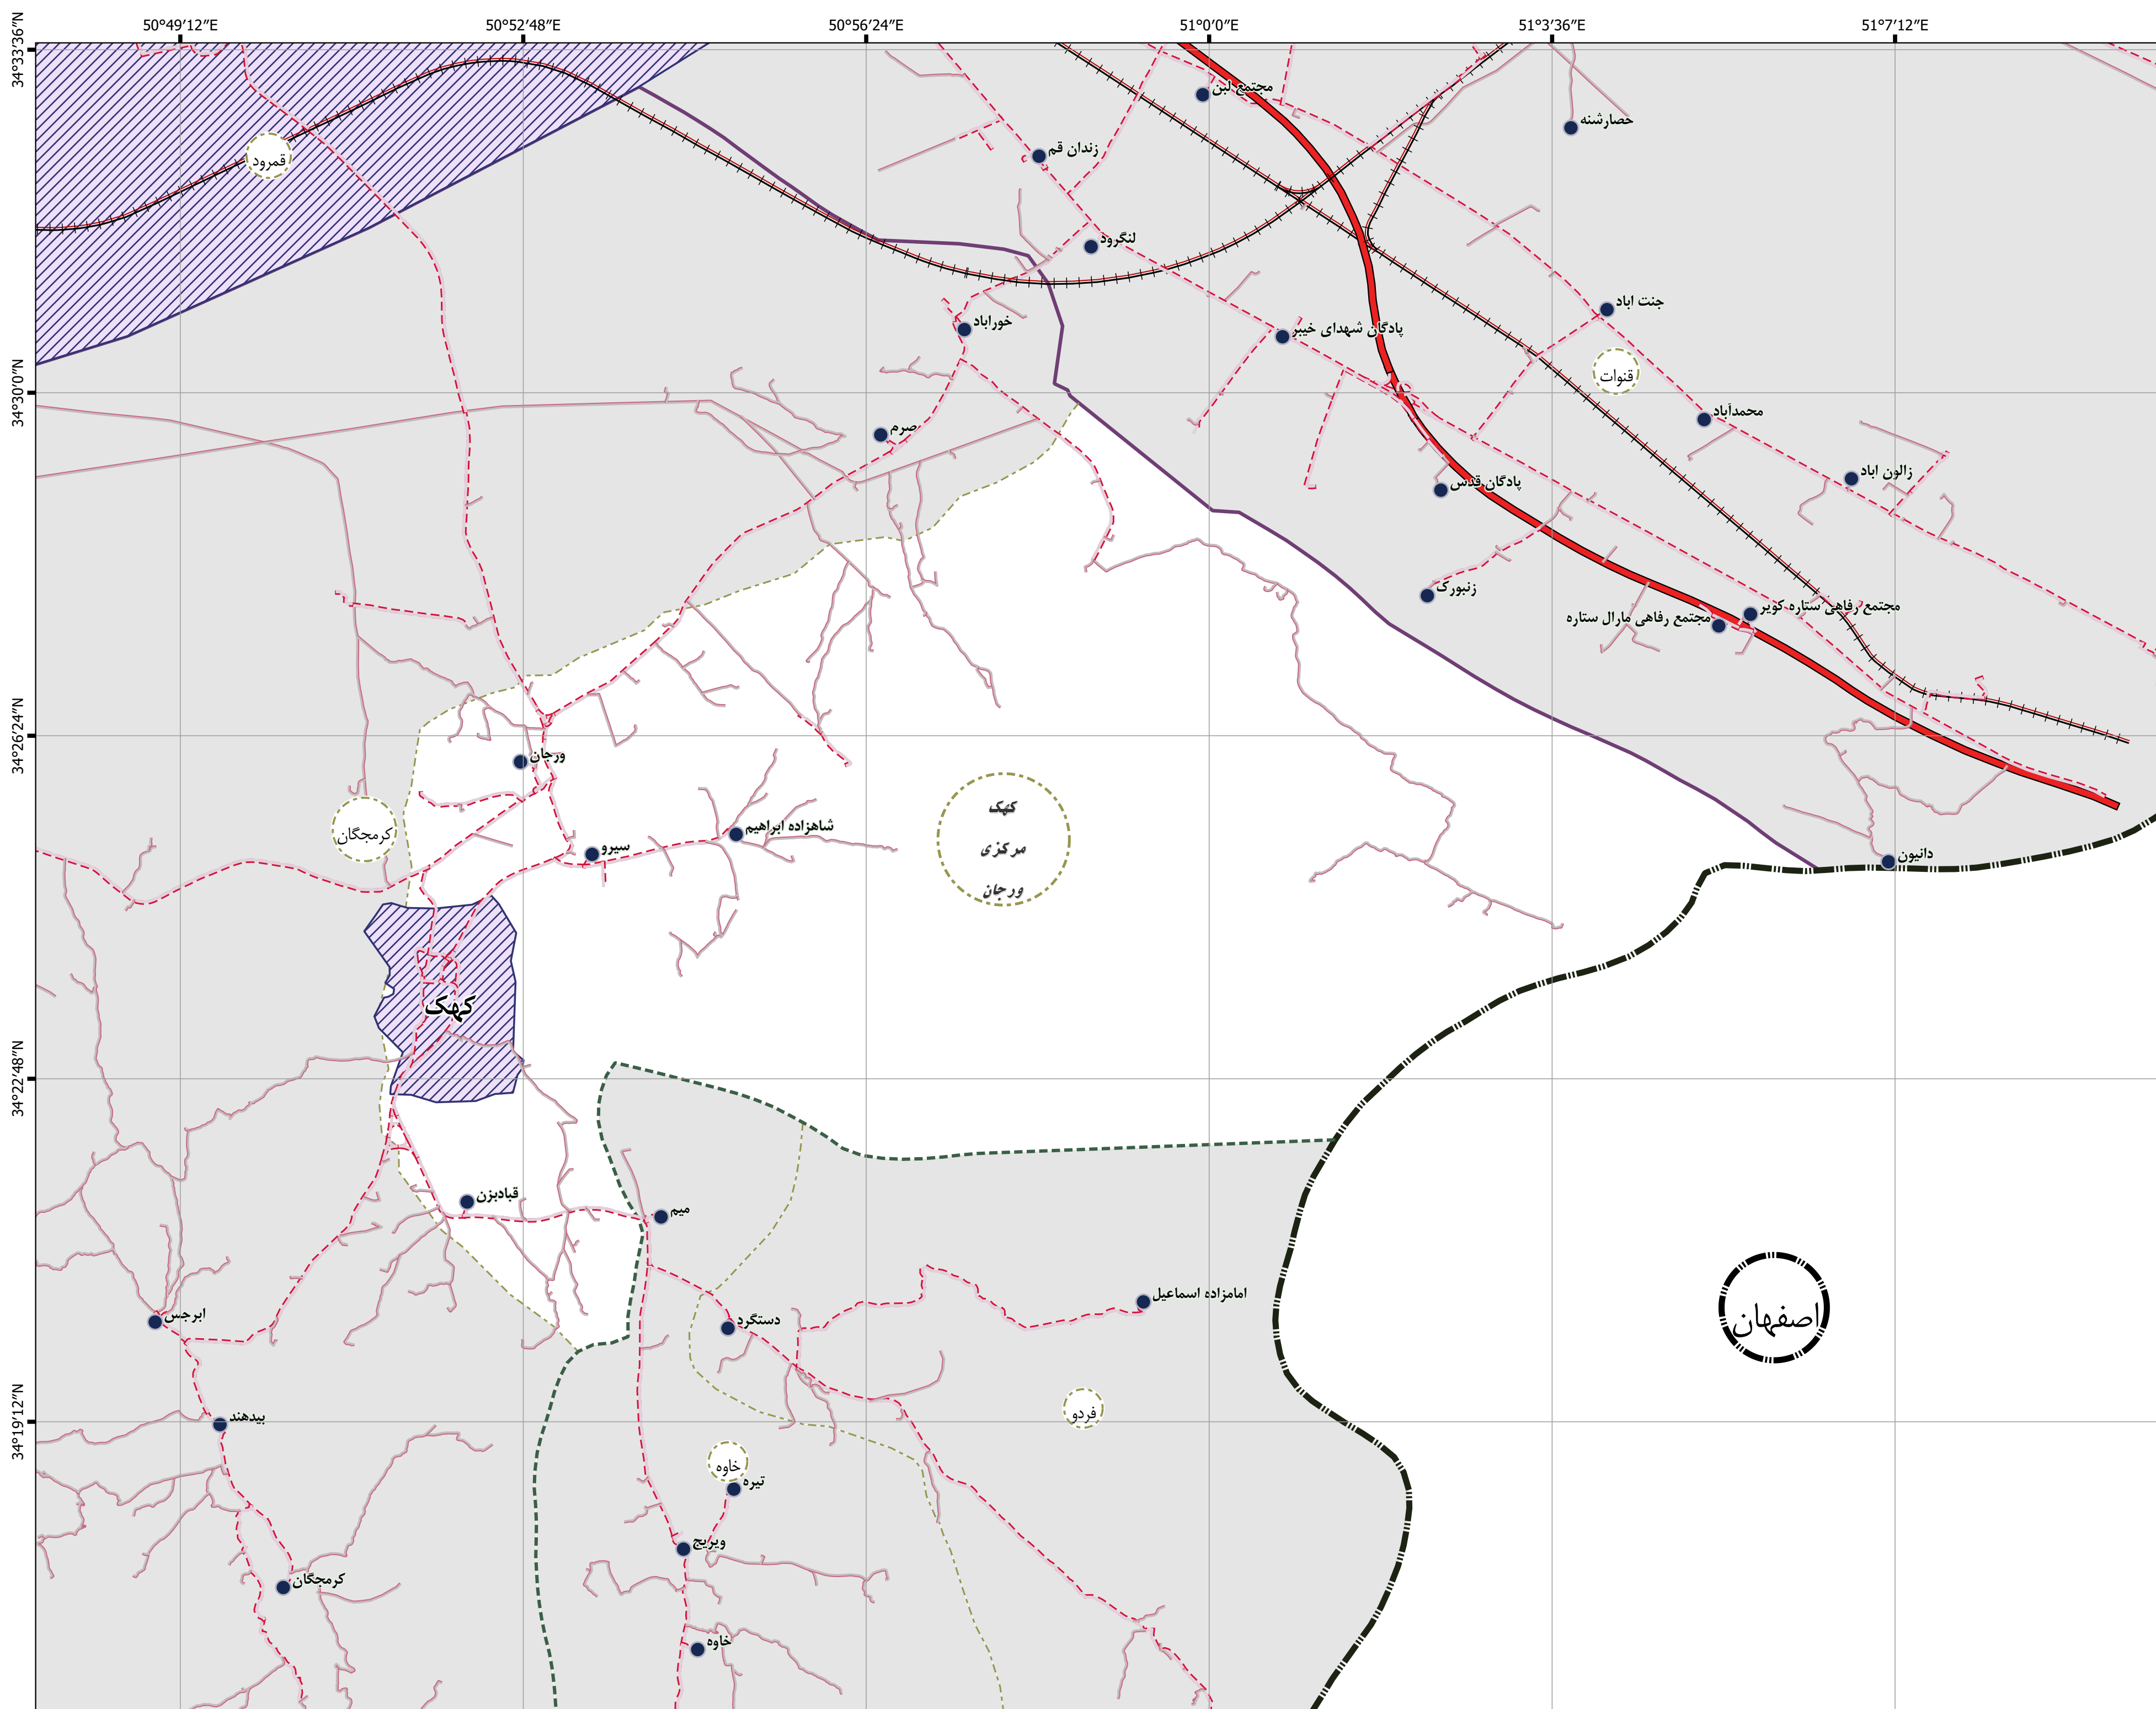 50°49'12"E
50°52'48"E
50°56'24"E
51°0'0"E
51°3'36"E
51°7'12"E
34°33'36"N
34°30'0"N
34°26'24"N
34°22'48"N
34°19'12"N
مجتمع لبن
حصارشنه
زندان قم
قمرود
لنگرود
جنت اباد
خوراباد
پادگان شهدای خیبر
قنوات
محمدآباد
صرم
زالون اباد
پادگان قدس
زنبورک
مجتمع رفاهی ستاره کویر
مجتمع رفاهی مارال ستاره
ورجان
کهک
مرکزی
ورجان
شاهزاده ابراهیم
کرمجگان
سیرو
دانیون
کهک
قبادبزن
میم
امامزاده اسماعیل
اصفهان
ابرجس
دستگرد
فردو
بیدهند
خاوه
تیره
ویریج
کرمجگان
خاوه